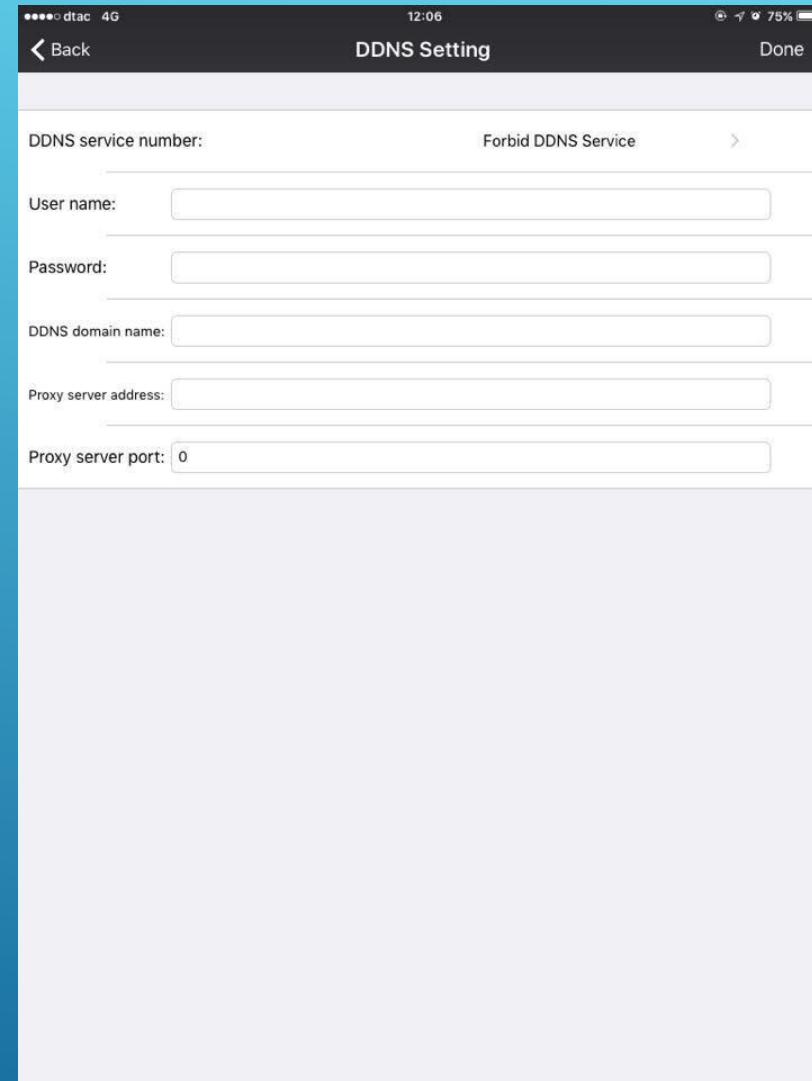 dtac 4G 12:06 75%
Back DDNS Setting Done
DDNS service number: Forbid DDNS Service
User name:
Password:
DDNS domain name:
Proxy server address:
Proxy server port: 0